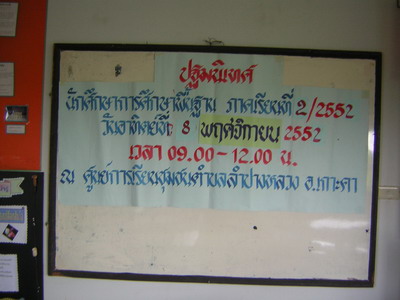 ปฐมนิเทศ
นักศึกษาการศึกษาพื้นฐาน ภาคเรียนที่ 2/2552
วันอาทิตย์ที่ 8 พฤศจิกายน 2552
เวลา 09.00-12.00 น.
ณ ศูนย์การเรียนชุมชนตำบลลำปางหลวง อ.เกาะคา